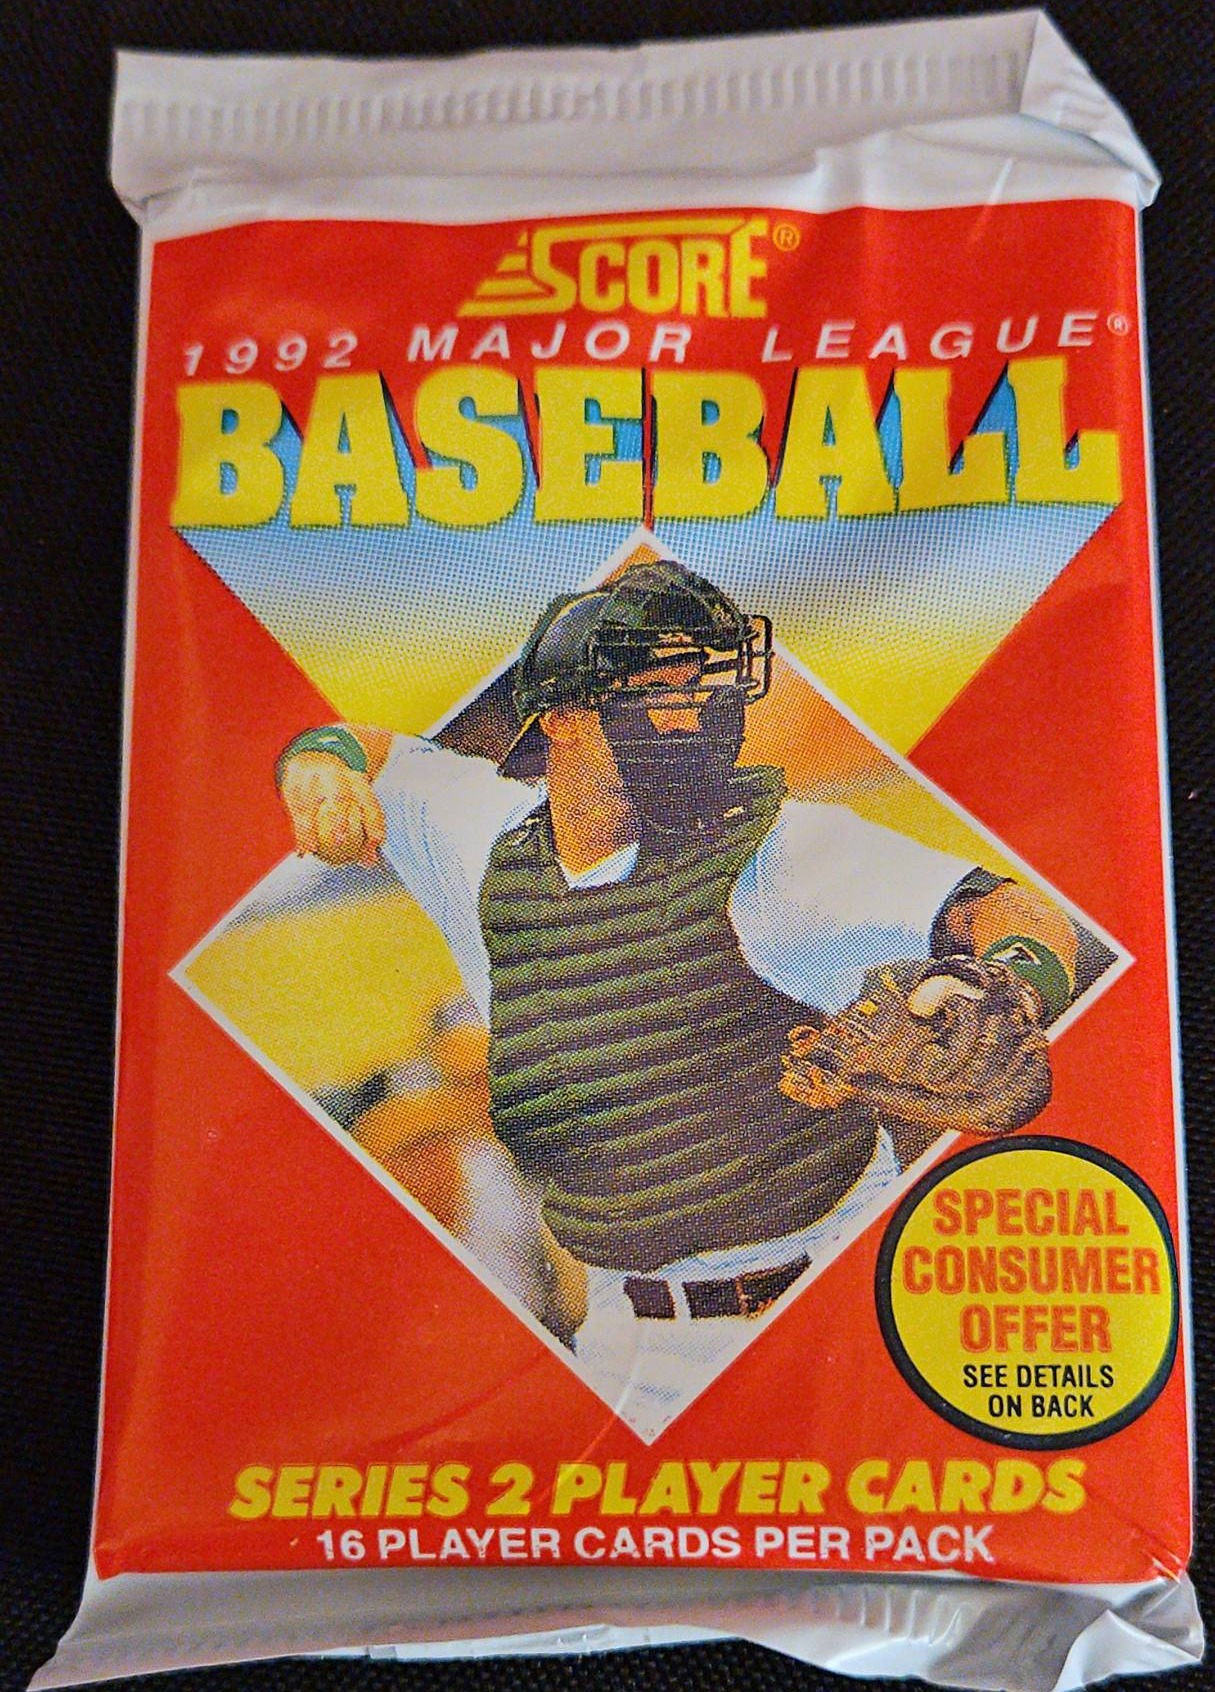 SCORE®
1992 MAJOR LEAGUE®
BASEBALL
SPECIAL
CONSUMER
OFFER
SEE DETAILS
ON BACK
SERIES 2 PLAYER CARDS
16 PLAYER CARDS PER PACK